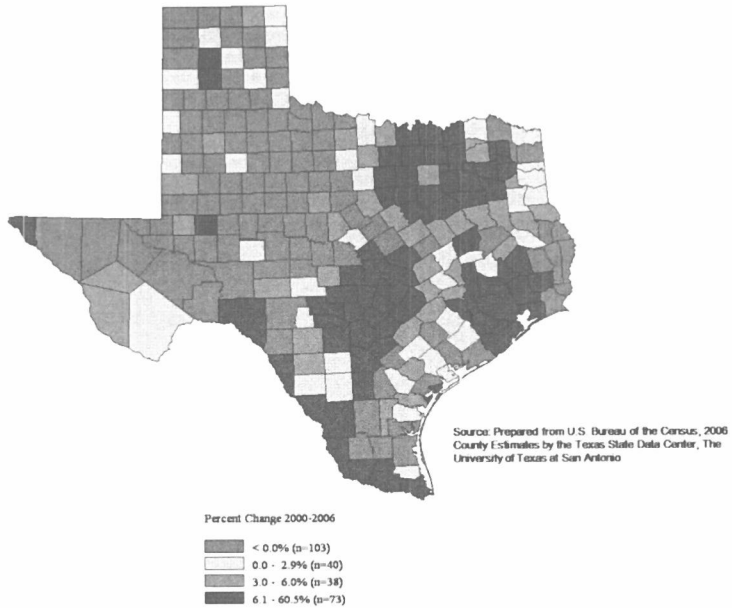 Source: Prepared from U.S. Bureau of the Census, 2006
County Estimates by the Texas State Data Center, The
University of Texas at San Antonio
Percent Change 2000-2006
< 0.0% (n=103)
0.0 - 2.9% (n=40)
3.0 - 6.0% (n=38)
6.1 - 60.5% (n=73)